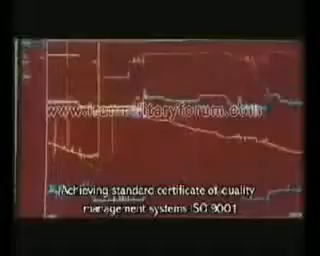 www.iranmilitaryforum.com
Achieving standard certificate of quality
management systems ISO 9001